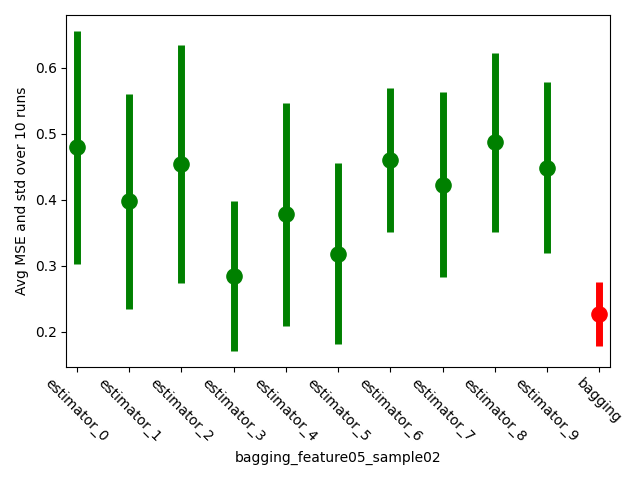 Avg MSE and std over 10 runs
0.6
0.5
0.4
0.3
0.2
estimator_0
estimator_1
estimator_2
estimator_3
estimator_4
estimator_5
estimator_6
estimator_7
estimator_8
estimator_9
bagging
bagging_feature05_sample02